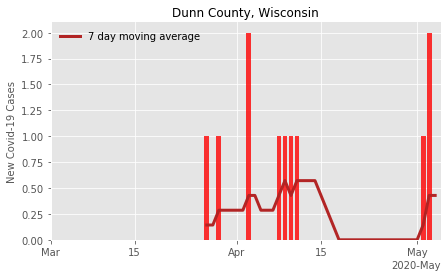 Dunn County, Wisconsin
7 day moving average
New Covid-19 Cases
2.00
1.75
1.50
1.25
1.00
0.75
0.50
0.25
0.00
Mar
15
Apr
15
May
2020-May